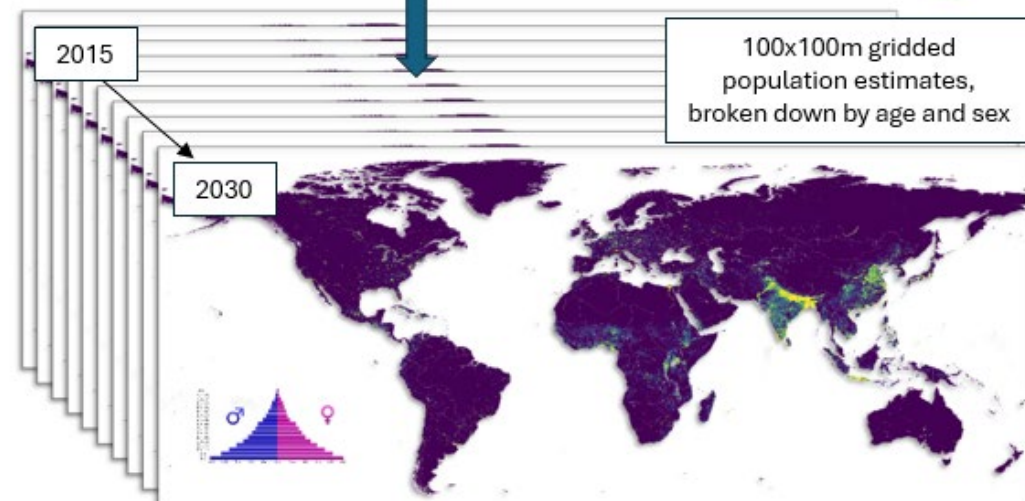 2015
2030
100x100m gridded
population estimates,
broken down by age and sex
♂ ♀